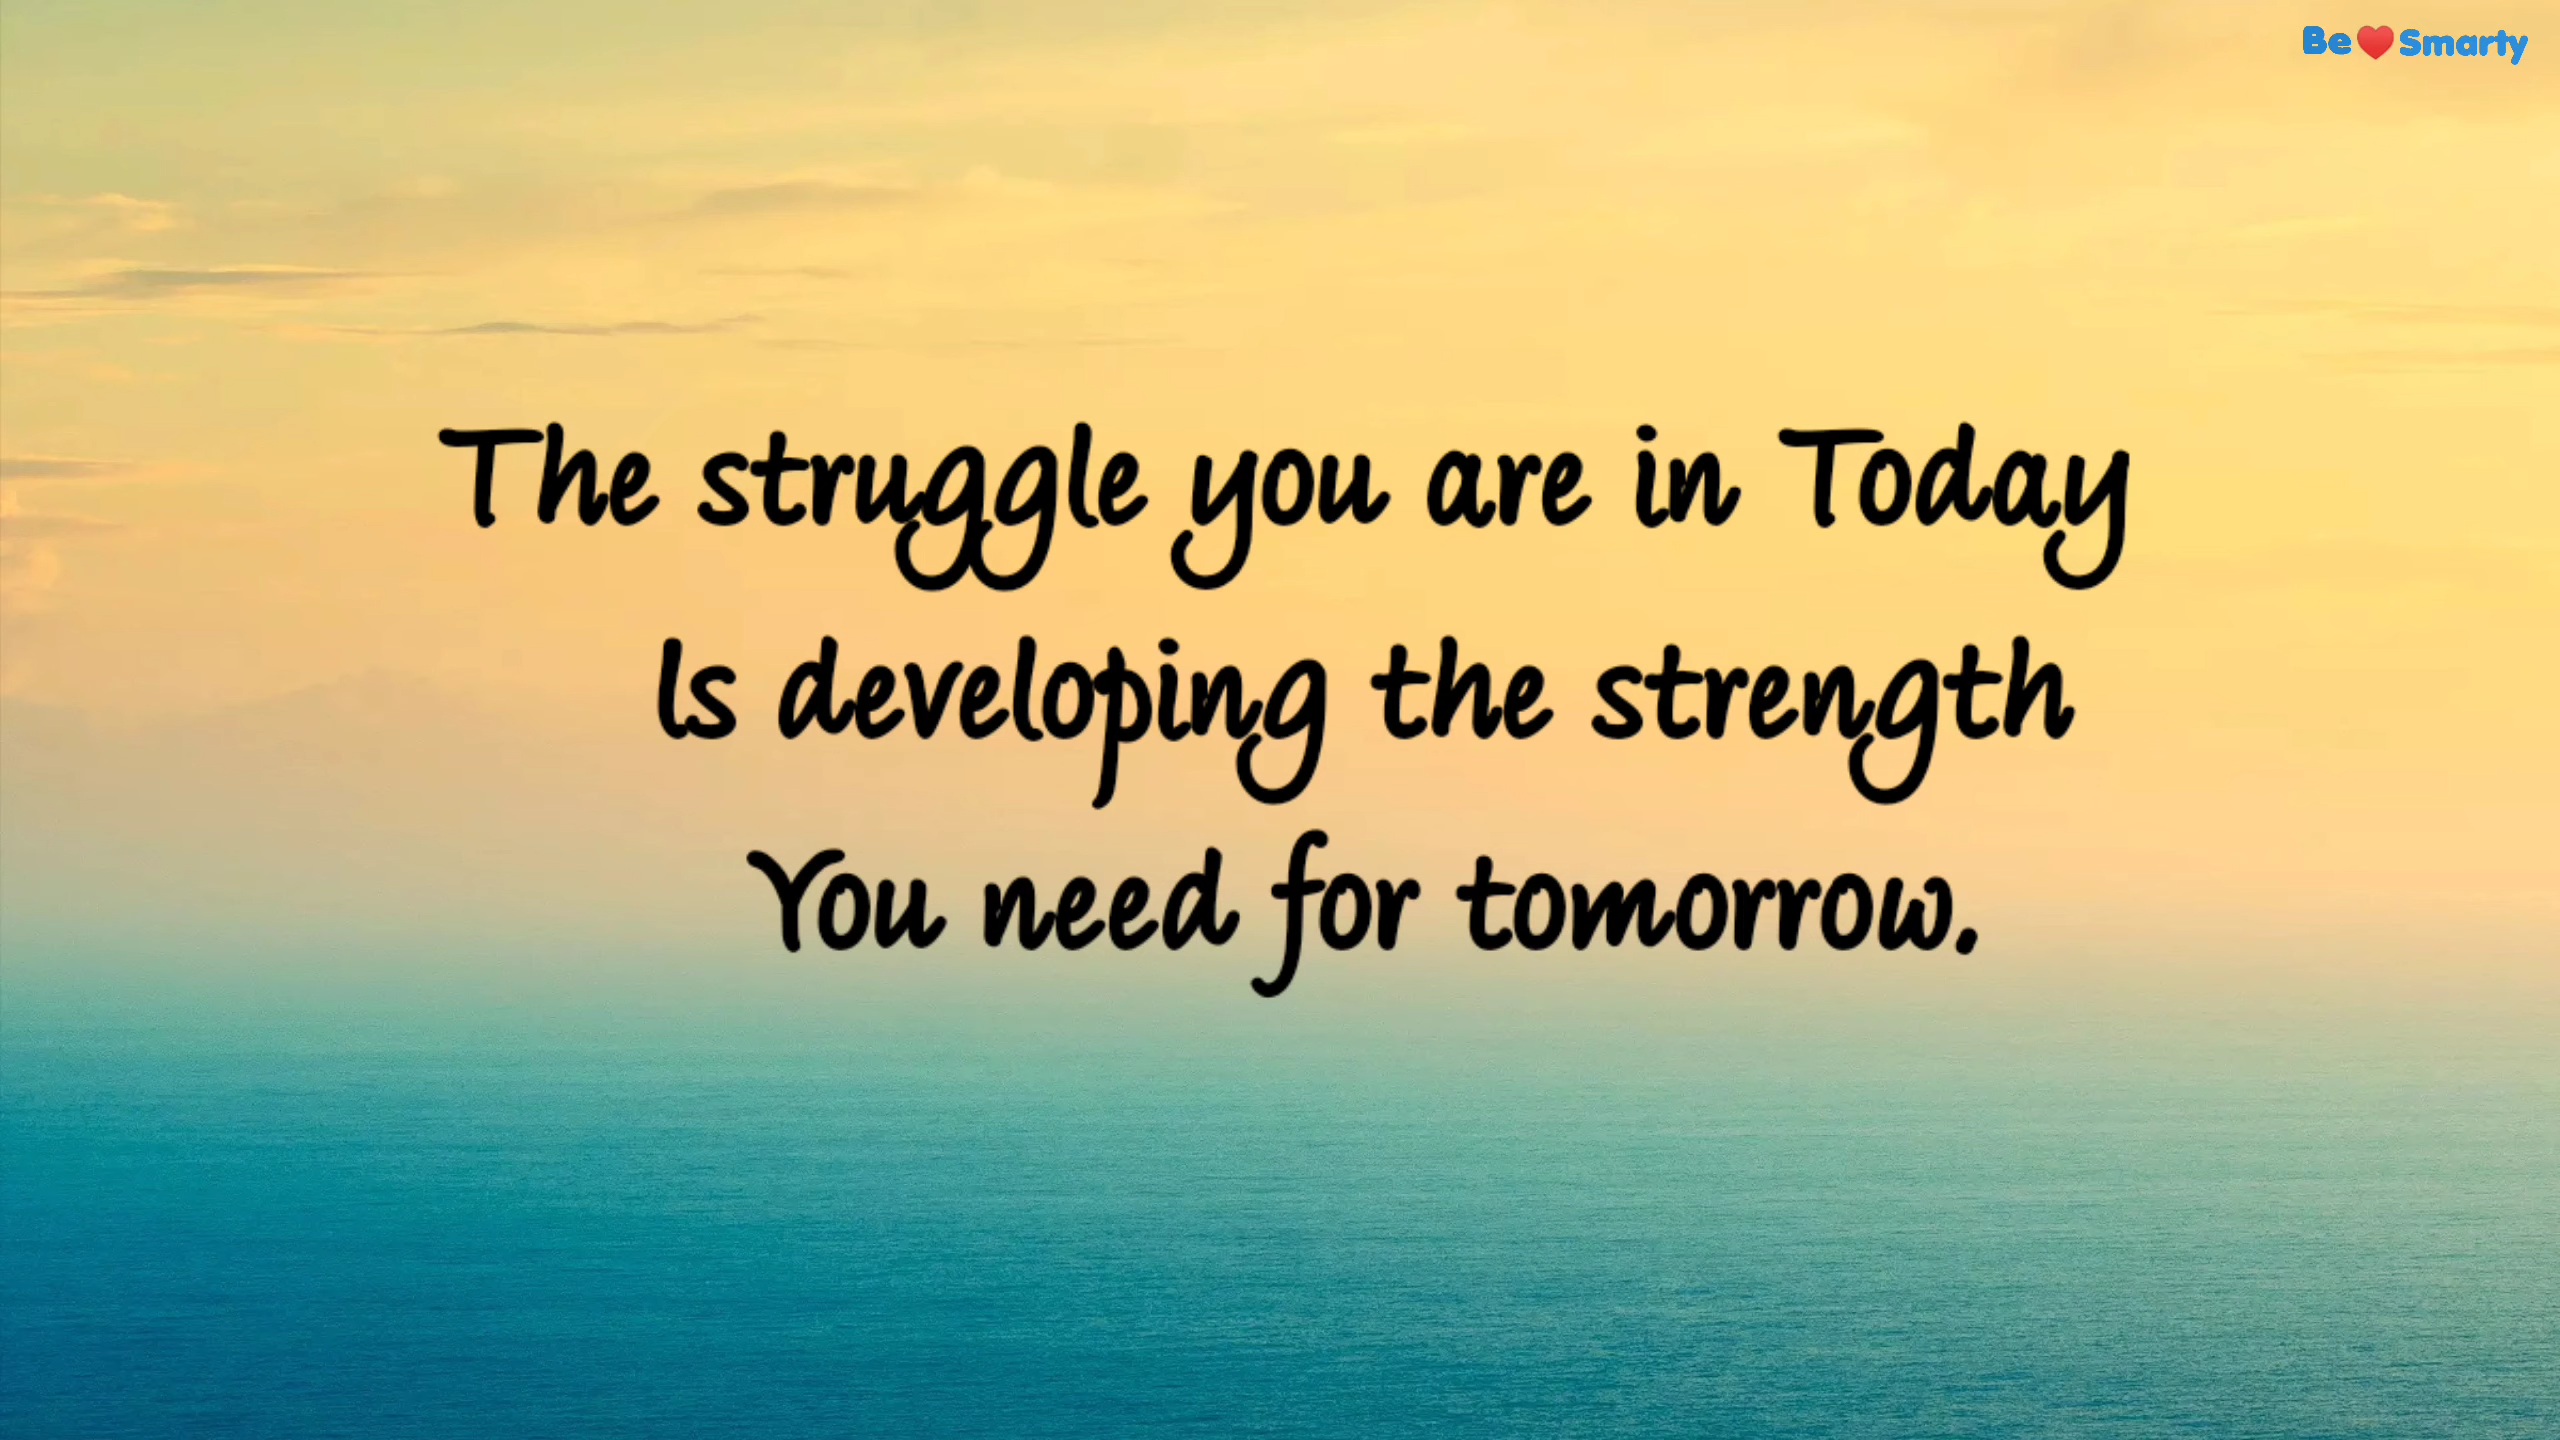 Be❤️Smarty
The struggle you are in Today
Is developing the strength
You need for tomorrow.